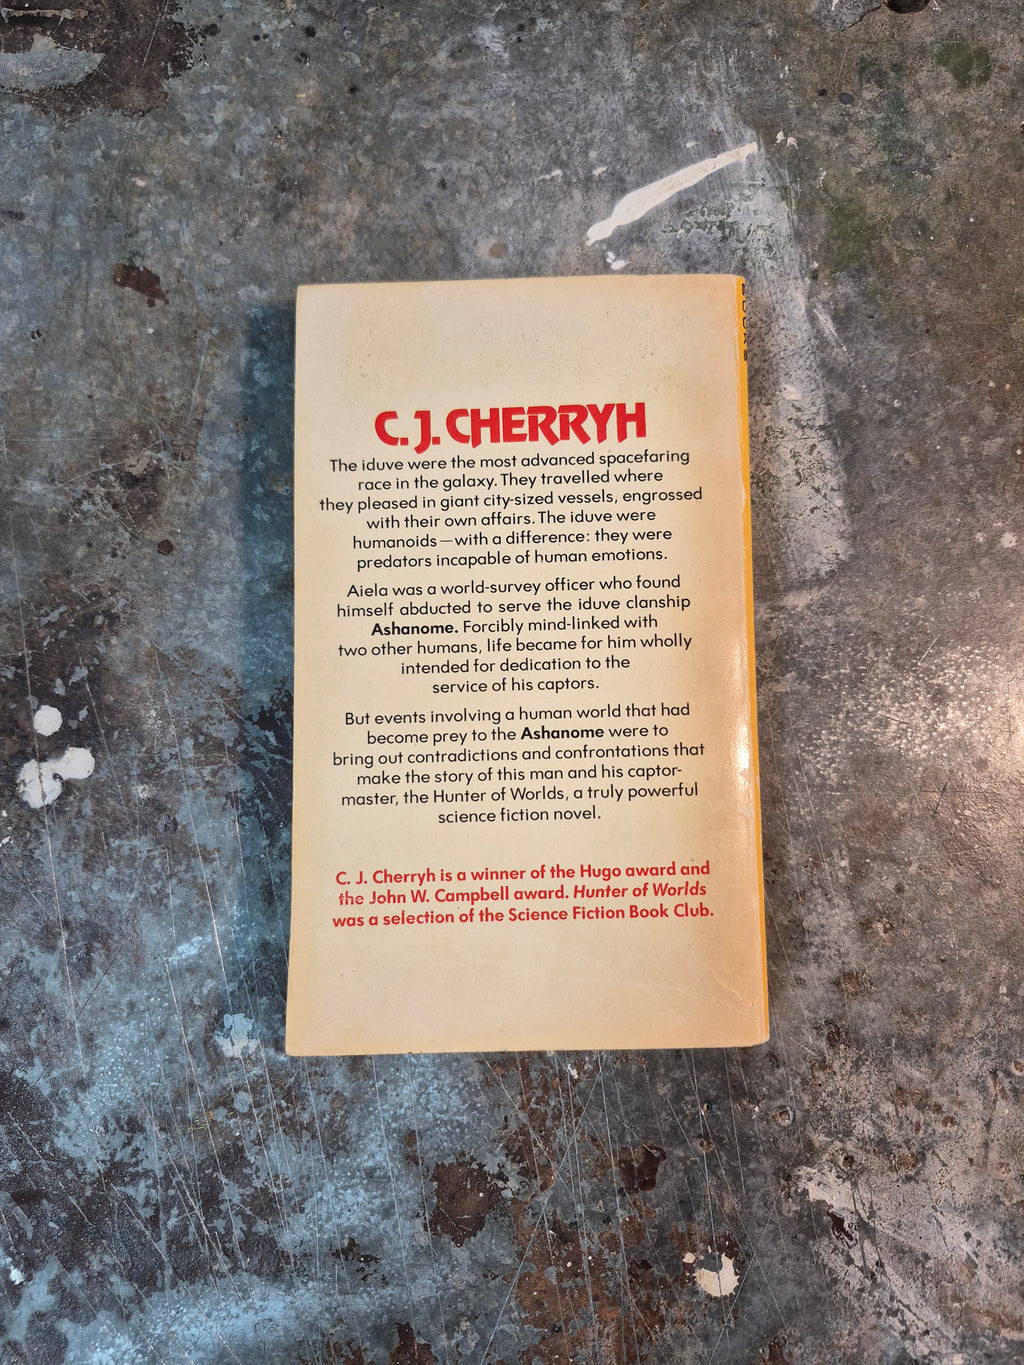 C. J. CHERRYH
The iduve were the most advanced spacefaring
race in the galaxy. They travelled where
they pleased in giant city-sized vessels, engrossed
with their own affairs. The iduve were
humanoids—with a difference: they were
predators incapable of human emotions.
Aiela was a world-survey officer who found
himself abducted to serve the iduve clanship
Ashanome. Forcibly mind-linked with
two other humans, life became for him wholly
intended for dedication to the
service of his captors.
But events involving a human world that had
become prey to the Ashanome were to
bring out contradictions and confrontations that
make the story of this man and his captor-
master, the Hunter of Worlds, a truly powerful
science fiction novel.
C. J. Cherryh is a winner of the Hugo award and
the John W. Campbell award. Hunter of Worlds
was a selection of the Science Fiction Book Club.